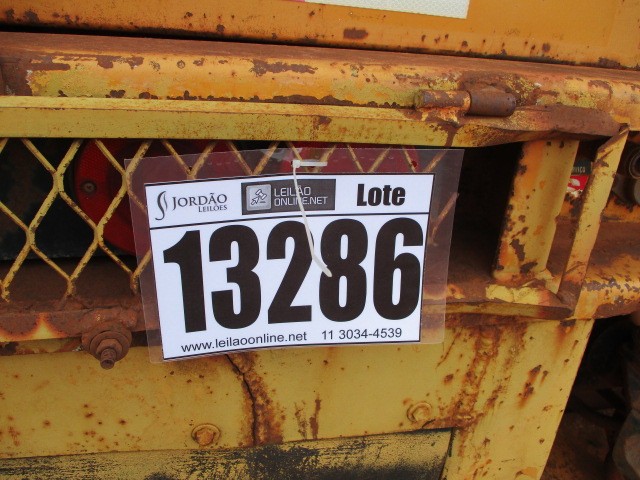 JORDÃO
LEILÕES
LEILÃO
ONLINE.NET
Lote
13286
www.leilaoonline.net 11 3034-4539